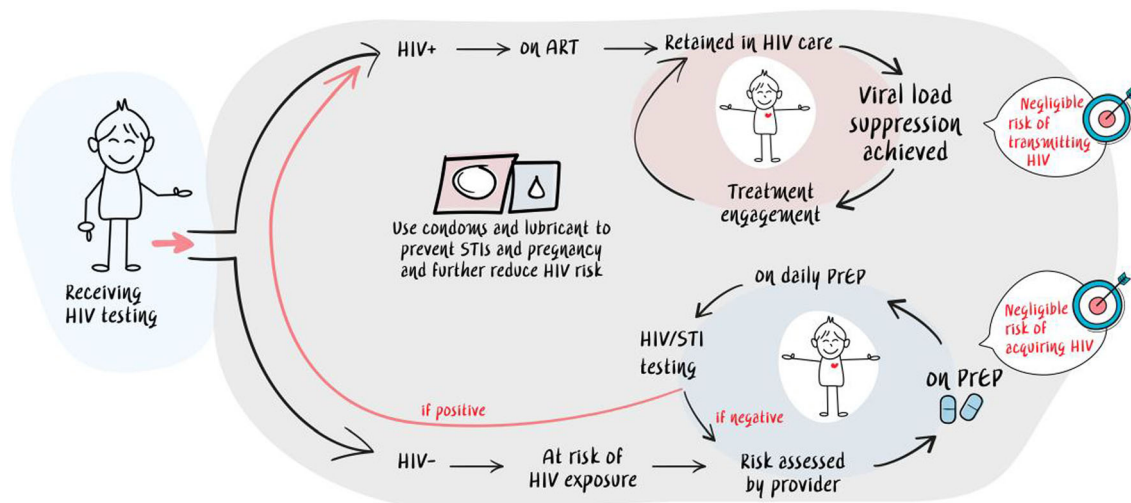 Receiving
HIV testing
HIV+
on ART
Retained in HIV care
Viral load
suppression
achieved
Treatment
engagement
Negligible
risk of
transmitting
HIV
Use condoms and lubricant to
prevent STIs and pregnancy
and further reduce HIV risk
on daily PrEP
HIV/STI
testing
if positive
if negative
HIV-
At risk of
HIV exposure
Risk assessed
by provider
on PrEP
Negligible
risk of
acquiring HIV